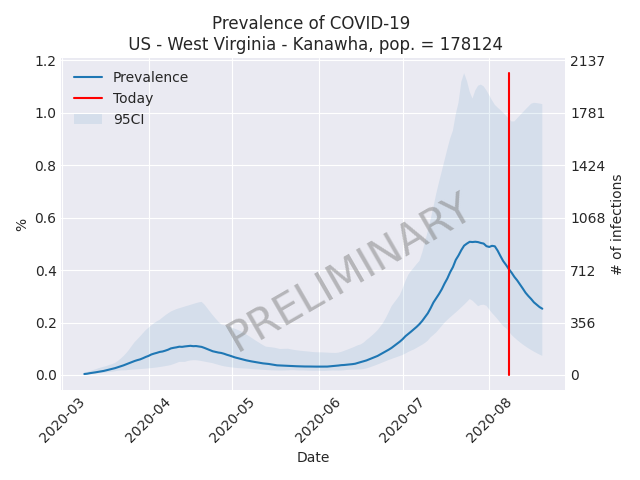 Prevalence of COVID-19
US - West Virginia - Kanawha, pop. = 178124
1.2
1.0
0.8
0.6
0.4
0.2
0.0
%
Prevalence
Today
95CI
PRELIMINARY
2137
1781
1424
1068
712
356
0
# of infections
2020-03
2020-04
2020-05
2020-06
2020-07
2020-08
Date